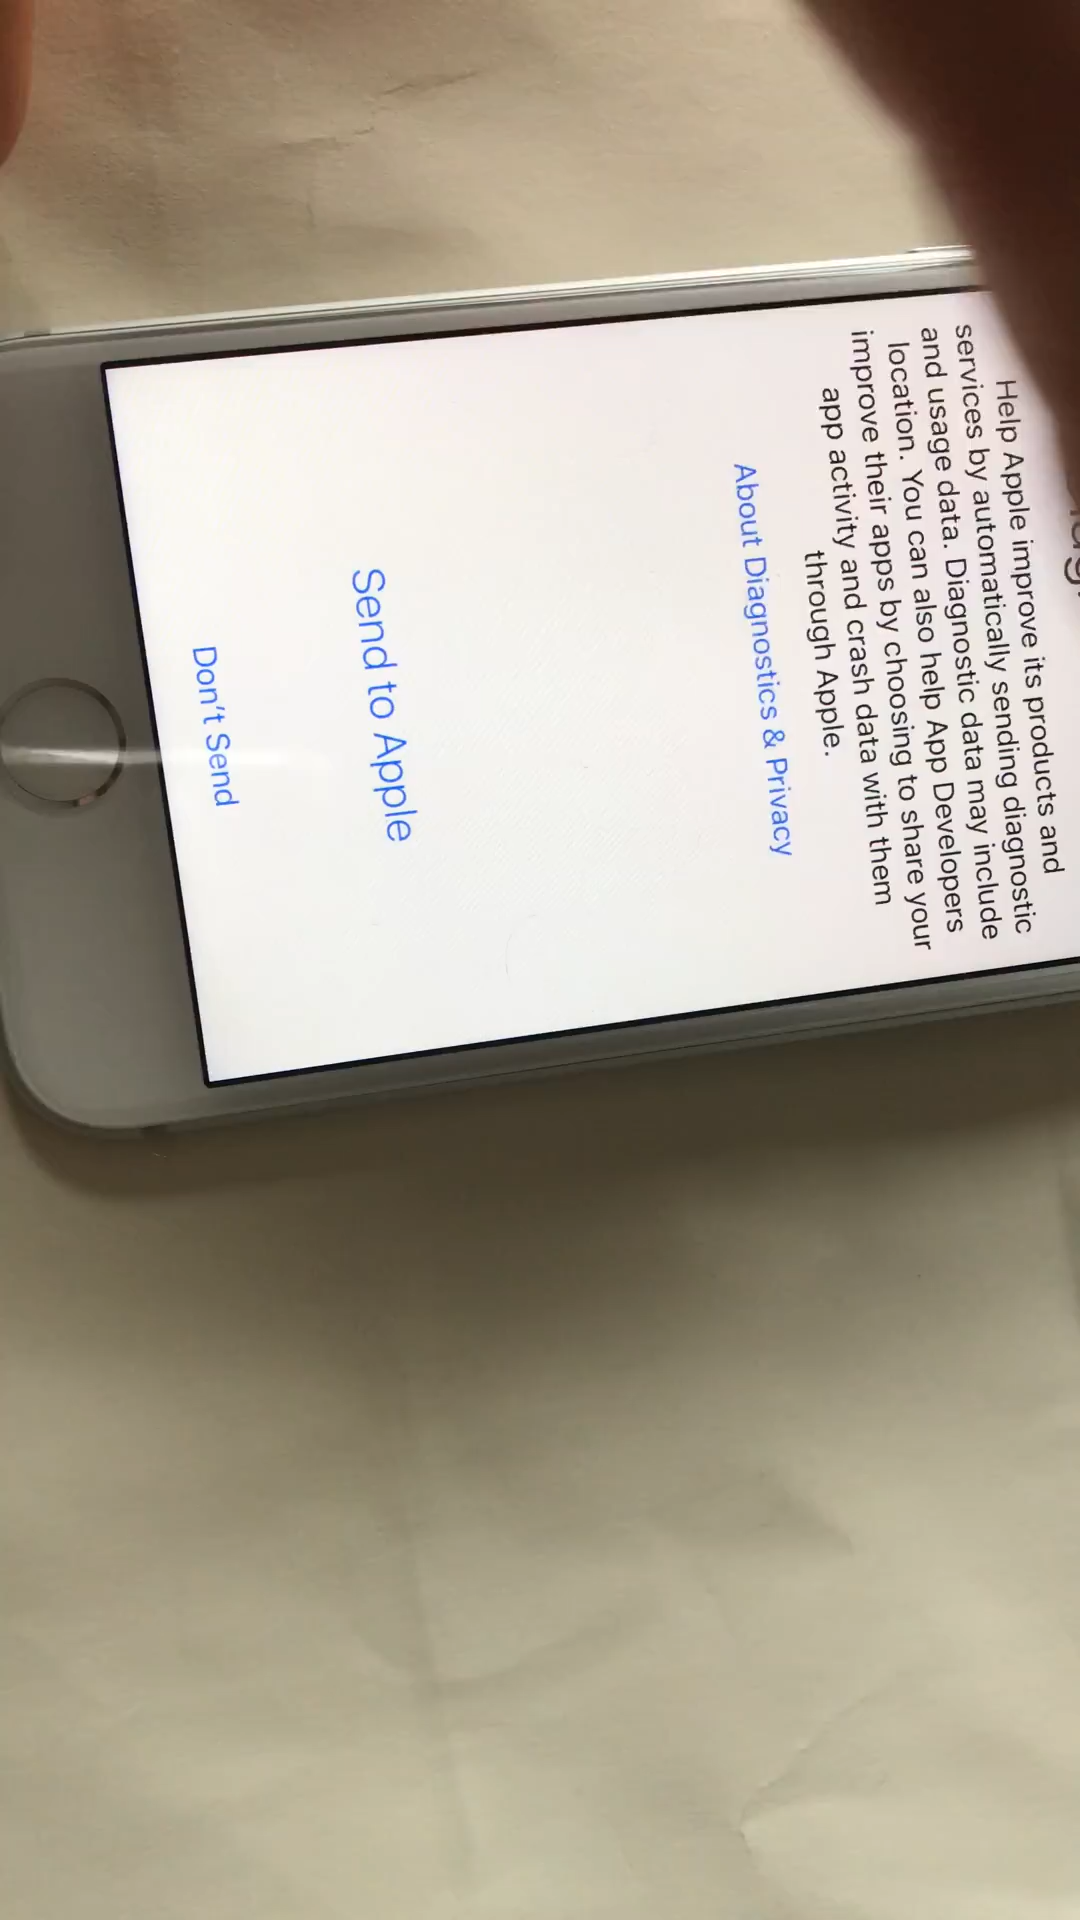 Help Apple improve its products and
services by automatically sending diagnostic
and usage data. Diagnostic data may include
location. You can also help App Developers
improve their apps by choosing to share your
app activity and crash data with them
through Apple.
About Diagnostics & Privacy
Send to Apple
Don't Send